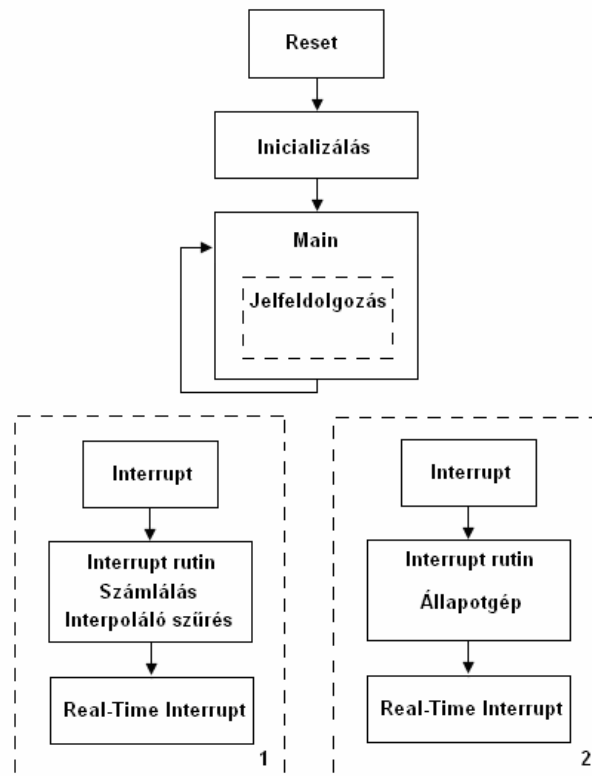 Reset
Inicializálás
Main
Jelfeldolgozás
Interrupt
Interrupt rutin
Számlálás
Interpoláló szűrés
Real-Time Interrupt
1
Interrupt
Interrupt rutin
Állapotgép
Real-Time Interrupt
2